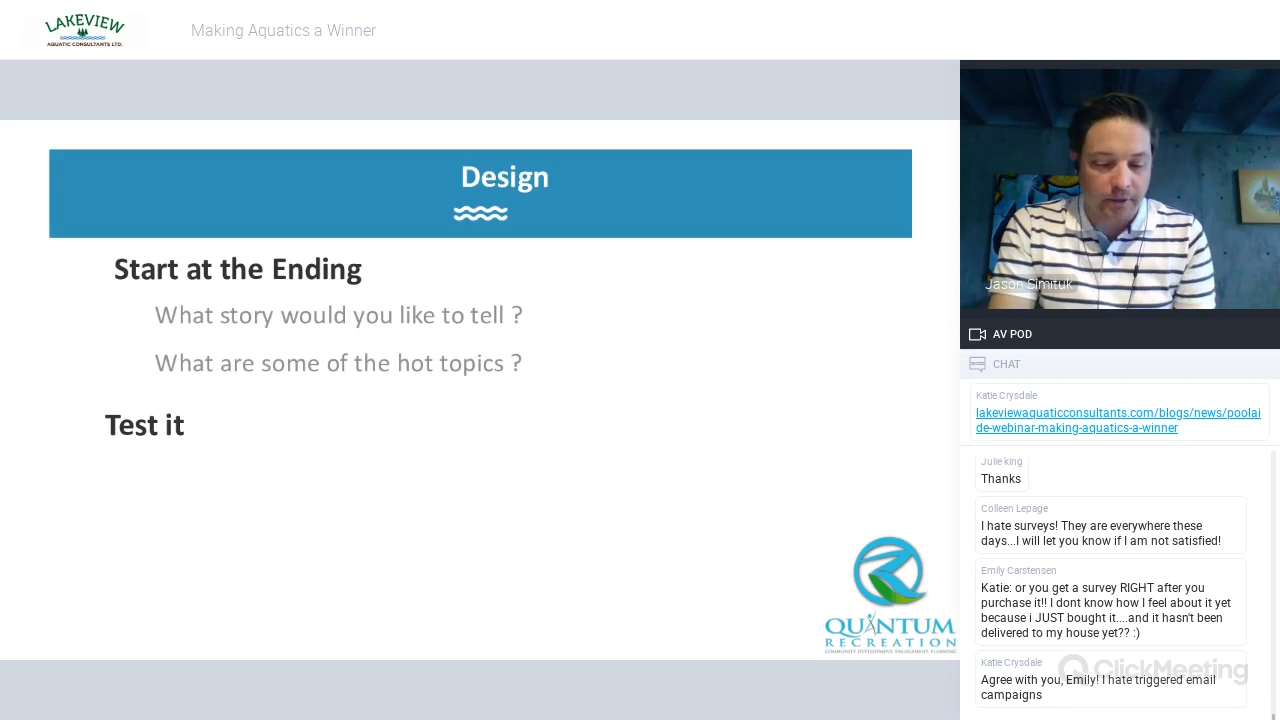 LAKEVIEW
AQUATIC CONSULTANTS LTD.
Making Aquatics a Winner
Design
Start at the Ending
What story would you like to tell ?
What are some of the hot topics ?
Test it
QUANTUM
RECREATION
COMMUNITY DEVELOPMENT. ENGAGEMENT. PLANNING
Jason Simituk
AV POD
CHAT
Katie Crysdale
lakeviewaquaticconsultants.com/blogs/news/poolai
de-webinar-making-aquatics-a-winner
Julie king
Thanks
Colleen Lepage
I hate surveys! They are everywhere these
days...I will let you know if I am not satisfied!
Emily Carstensen
Katie: or you get a survey RIGHT after you
purchase it!! I dont know how I feel about it yet
because i JUST bought it....and it hasn't been
delivered to my house yet?? :)
Katie Crysdale
Agree with you, Emily! I hate triggered email
campaigns
ClickMeeting